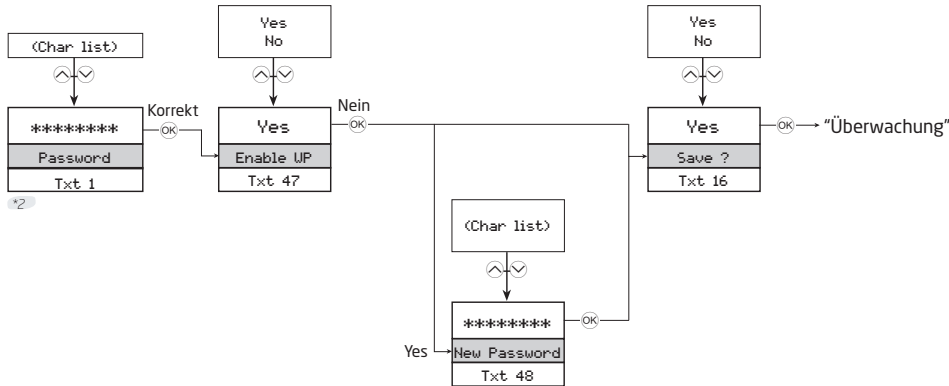 (Char list)
********
Password
Txt 1
*2
Korrekt
OK
Yes
No
Yes
Enable WP
Txt 47
Nein
OK
(Char list)
Yes
********
New Password
Txt 48
OK
Yes
No
Yes
Save ?
Txt 16
OK
"Überwachung"